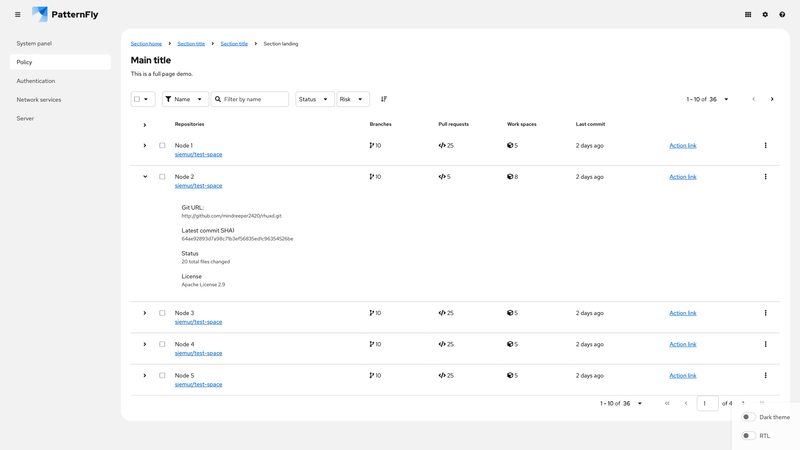 PatternFly
System panel
Policy
Authentication
Network services
Server
Section home
Section title
Section title
Section landing
Main title
This is a full page demo.
Name
Filter by name
Status
Risk
1 - 10 of 36
Repositories
Branches
Pull requests
Work spaces
Last commit
Node 1
siemur/test-space
10
25
5
2 days ago
Action link
Node 2
siemur/test-space
10
5
8
2 days ago
Action link
Git URL:
http://github.com/mindreeper2420/rhuxd.git
Latest commit SHAI
64ae92893d7a98c71b3ef56835ed1c96354526be
Status
20 total files changed
License
Apache License 2.9
Node 3
siemur/test-space
10
25
5
2 days ago
Action link
Node 4
siemur/test-space
10
25
5
2 days ago
Action link
Node 5
siemur/test-space
10
25
5
2 days ago
Action link
1 - 10 of 36
1
of 4
Dark theme
RTL